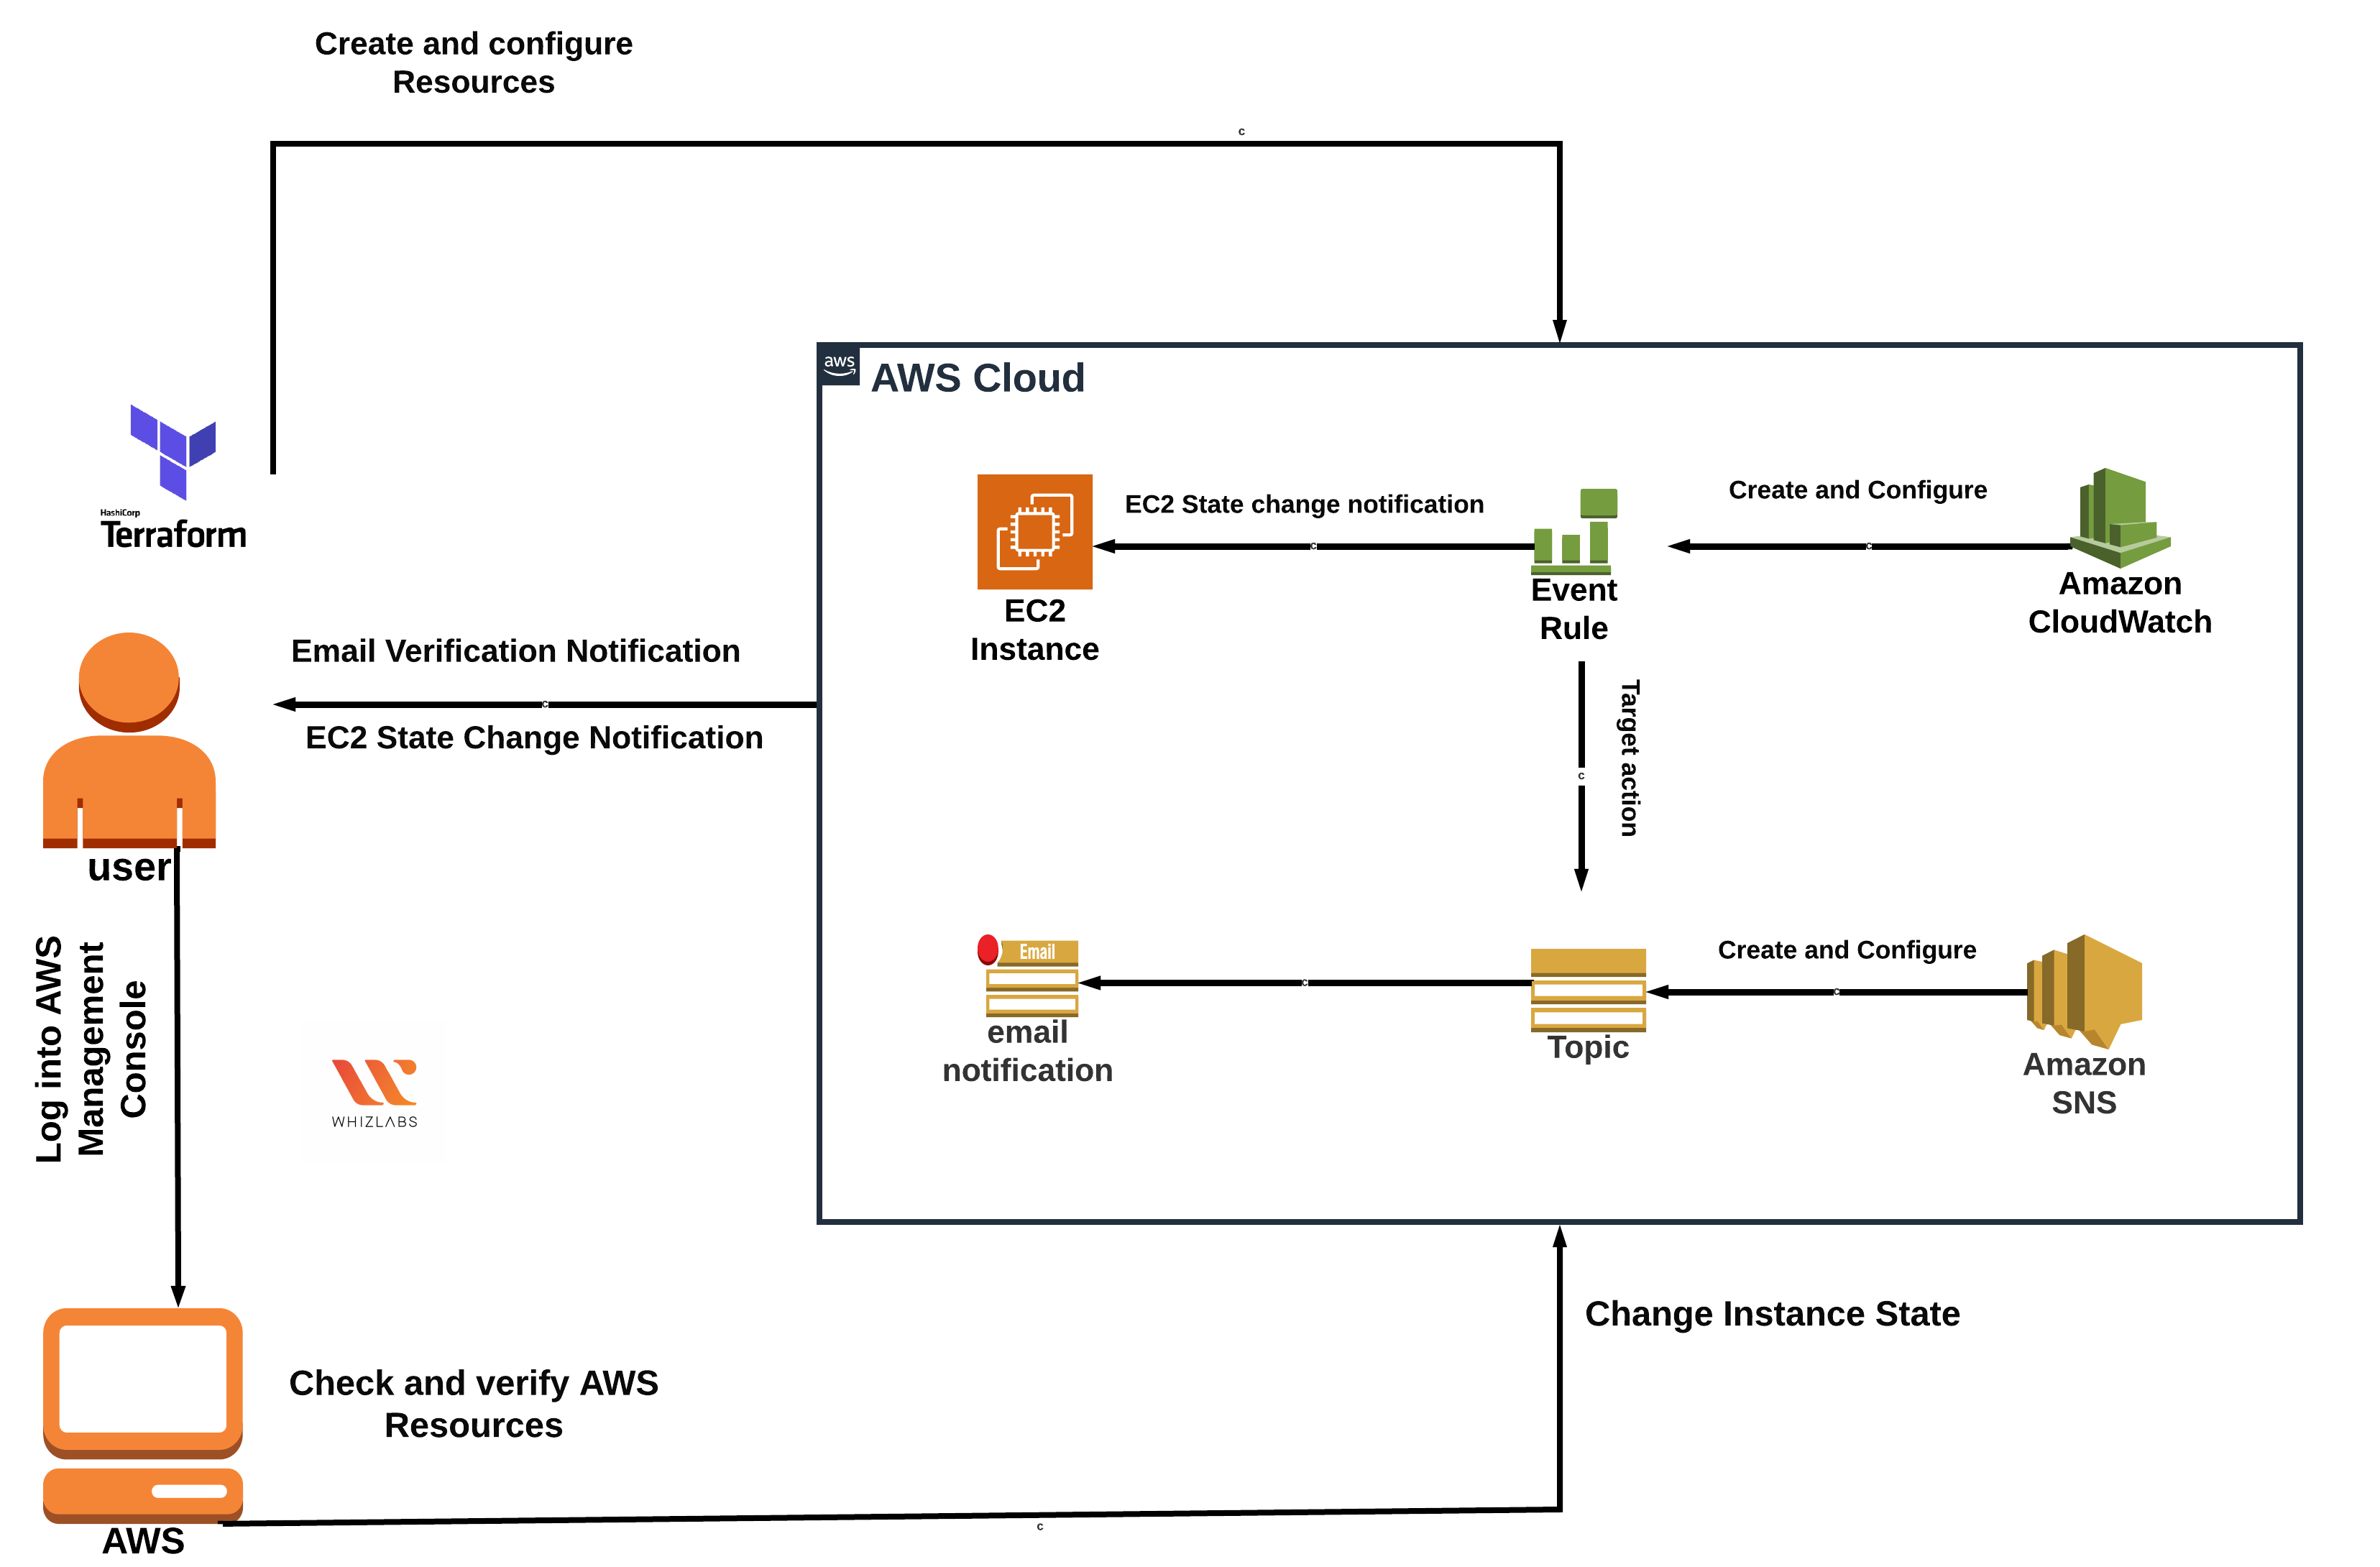 Create and configure
Resources
c
aws
AWS Cloud
HashiCorp
Terraform
EC2 State change notification
c
Create and Configure
c
EC2
Instance
Event
Rule
Amazon
CloudWatch
Email Verification Notification
c
EC2 State Change Notification
Target action
c
user
Log into AWS
Management
Console
Email
email
notification
c
Topic
Create and Configure
c
Amazon
SNS
WHIZLABS
Change Instance State
Check and verify AWS
Resources
c
AWS